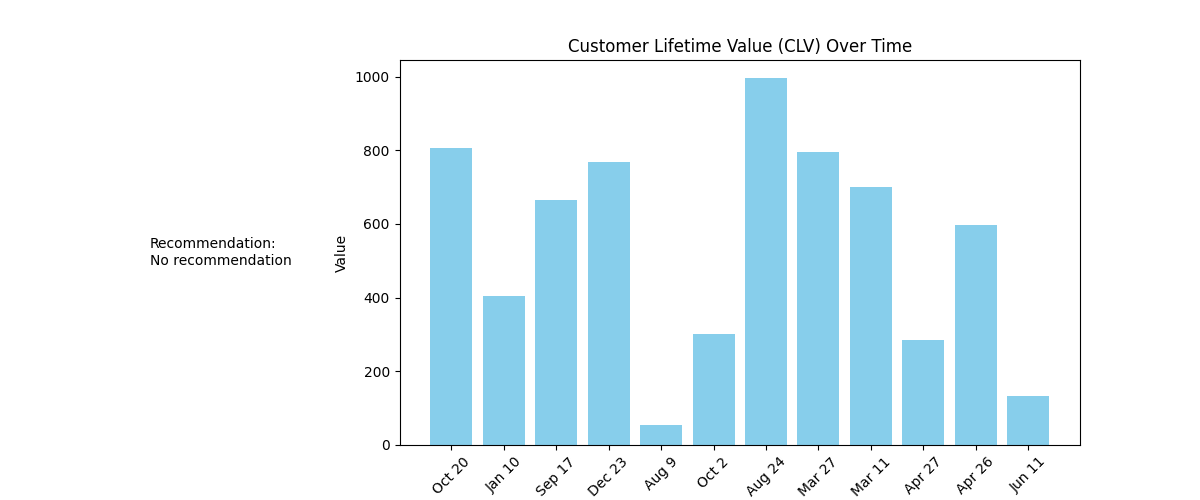 Customer Lifetime Value (CLV) Over Time
1000
800
600
400
200
0
Value
Recommendation:
No recommendation
Oct 20
Jan 10
Sep 17
Dec 23
Aug 9
Oct 2
Aug 24
Mar 27
Mar 11
Apr 27
Apr 26
Jun 11